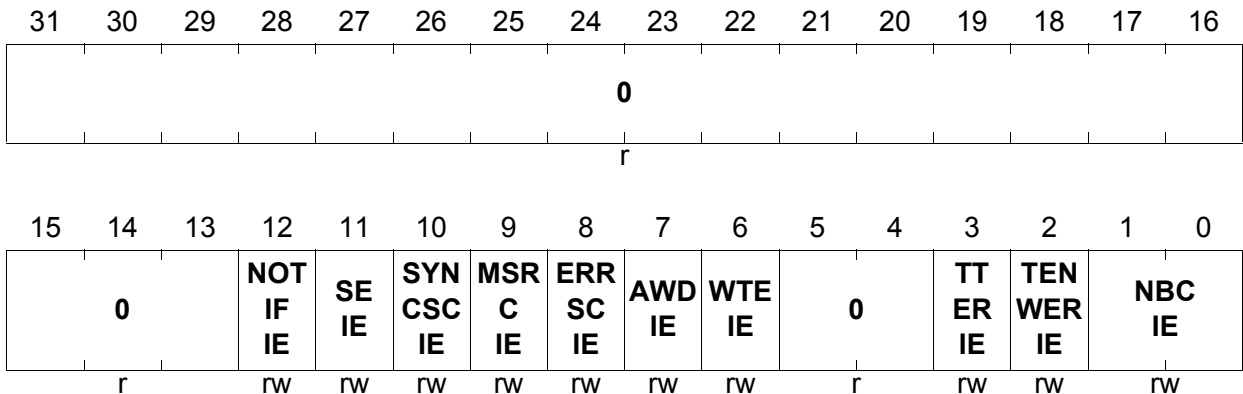 31 30 29 28 27 26 25 24 23 22 21 20 19 18 17 16
0
r
15 14 13 12 11 10 9 8 7 6 5 4 3 2 1 0
0 NOT IF IE SE IE SYN CSC IE MSR C IE ERR SC IE AWD IE WTE IE 0 TT ER IE TEN WER IE NBC IE
r rw rw rw rw rw rw rw r rw rw rw